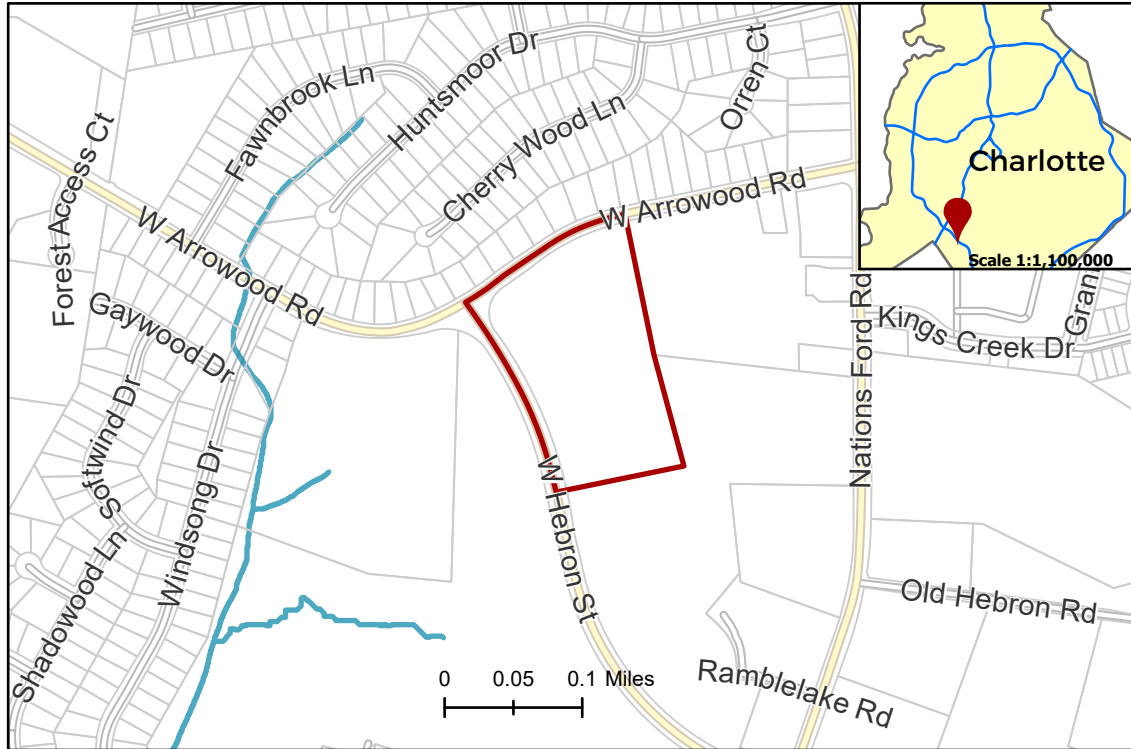 Forest Access Ct
Fawnbrook Ln
Huntsmoor Dr
Cherry Wood Ln
Orren Ct
W Arrowood Rd
W Arrowood Rd
Charlotte
Scale 1:1,100,000
Gaywood Dr
Softwind Dr
Windsong Dr
Shadowood Ln
W Hebron St
Nations Ford Rd
Kings Creek Dr
Grani
Old Hebron Rd
Ramblelake Rd
0 0.05 0.1 Miles